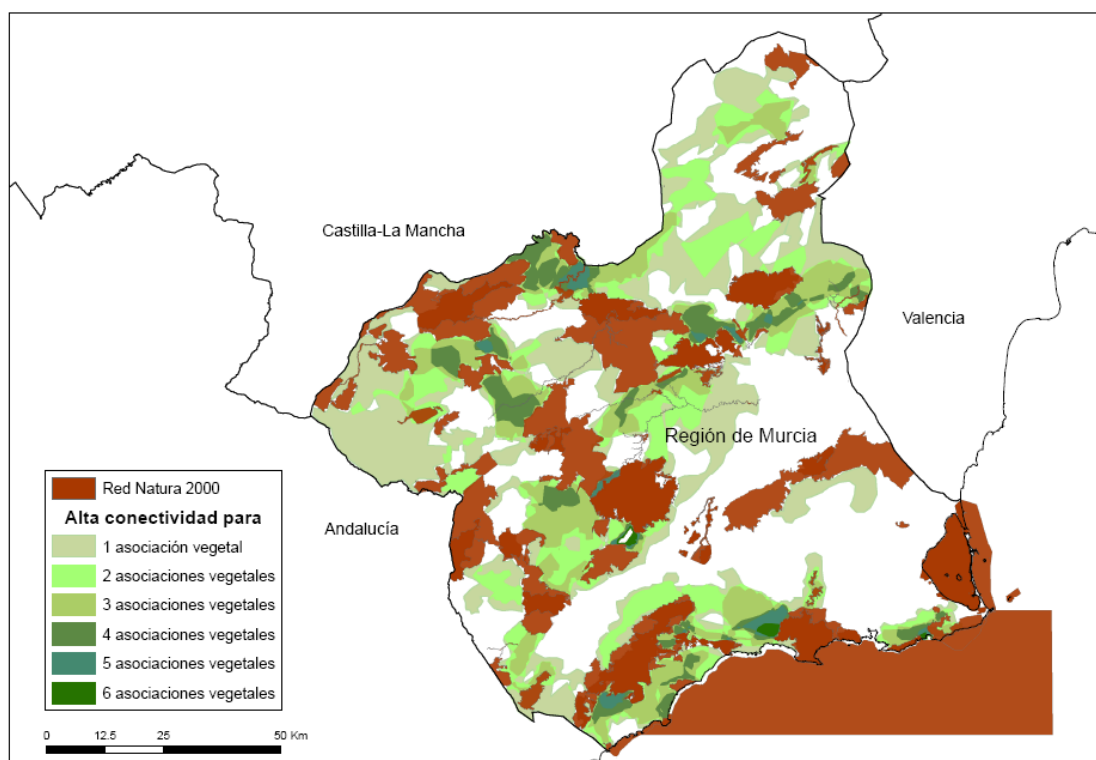 Castilla-La Mancha
Valencia
Región de Murcia
Andalucía
Red Natura 2000
Alta conectividad para
1 asociación vegetal
2 asociaciones vegetales
3 asociaciones vegetales
4 asociaciones vegetales
5 asociaciones vegetales
6 asociaciones vegetales
0 12.5 25 50 Km